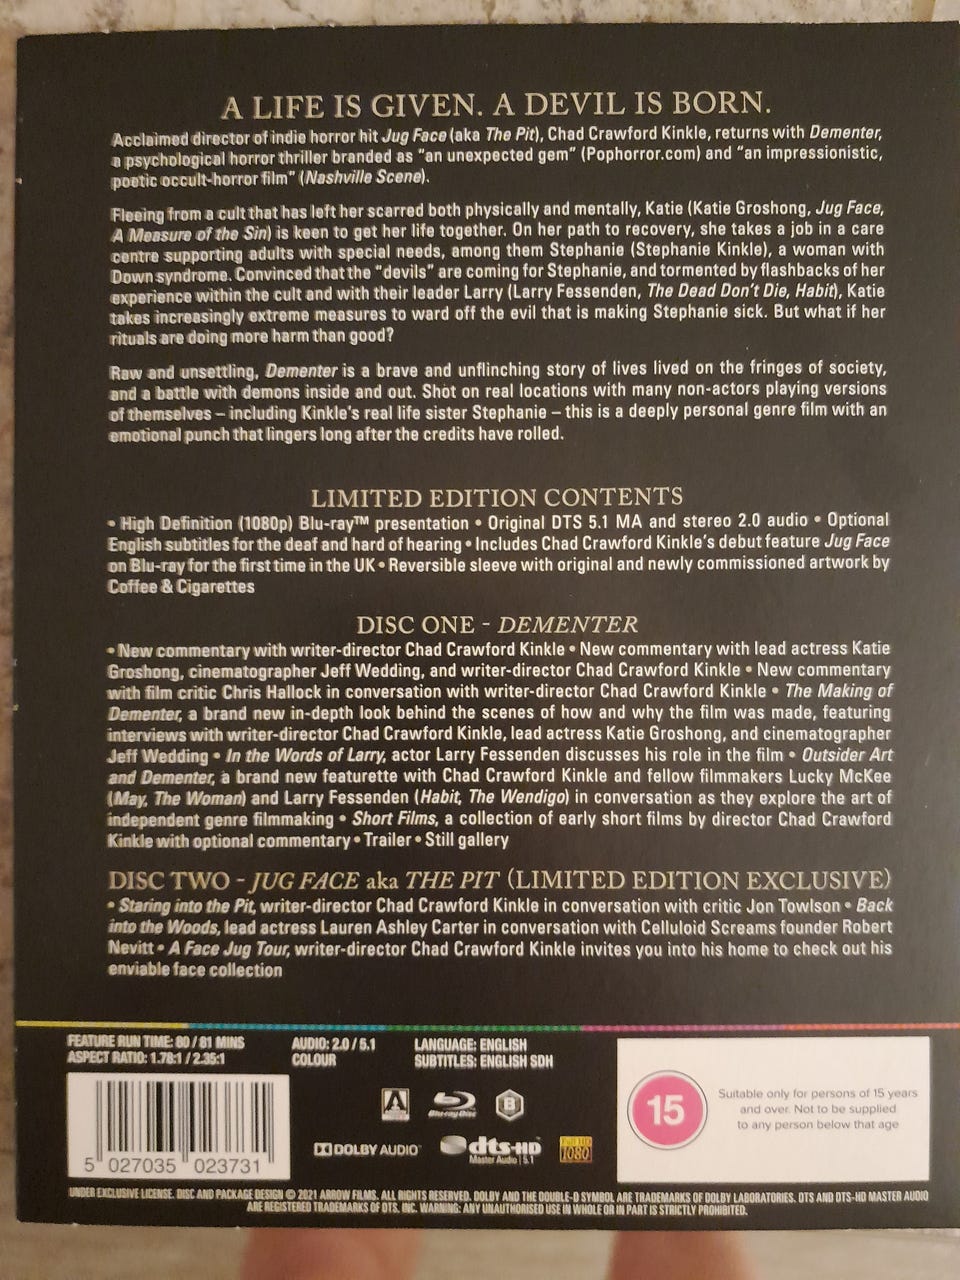 A LIFE IS GIVEN. A DEVIL IS BORN.
Acclaimed director of indie horror hit Jug Face (aka The Pit), Chad Crawford Kinkle, returns with Dementer,
a psychological horror thriller branded as “an unexpected gem” (Pophorror.com) and “an impressionistic,
poetic occult-horror film” (Nashville Scene).
Fleeing from a cult that has left her scarred both physically and mentally, Katie (Katie Groshong, Jug Face,
A Measure of the Sin) is keen to get her life together. On her path to recovery, she takes a job in a care
centre supporting adults with special needs, among them Stephanie (Stephanie Kinkle), a woman with
Down syndrome. Convinced that the “devils” are coming for Stephanie, and tormented by flashbacks of her
experience within the cult and with their leader Larry (Larry Fessenden, The Dead Don't Die, Habit), Katie
takes increasingly extreme measures to ward off the evil that is making Stephanie sick. But what if her
rituals are doing more harm than good?
Raw and unsettling, Dementer is a brave and unflinching story of lives lived on the fringes of society,
and a battle with demons inside and out. Shot on real locations with many non-actors playing versions
of themselves – including Kinkle's real life sister Stephanie – this is a deeply personal genre film with an
emotional punch that lingers long after the credits have rolled.
LIMITED EDITION CONTENTS
• High Definition (1080p) Blu-ray™ presentation • Original DTS 5.1 MA and stereo 2.0 audio • Optional
English subtitles for the deaf and hard of hearing • Includes Chad Crawford Kinkle's debut feature Jug Face
on Blu-ray for the first time in the UK • Reversible sleeve with original and newly commissioned artwork by
Coffee & Cigarettes
DISC ONE - DEMENTER
• New commentary with writer-director Chad Crawford Kinkle • New commentary with lead actress Katie
Groshong, cinematographer Jeff Wedding, and writer-director Chad Crawford Kinkle • New commentary
with film critic Chris Hallock in conversation with writer-director Chad Crawford Kinkle • The Making of
Dementer, a brand new in-depth look behind the scenes of how and why the film was made, featuring
interviews with writer-director Chad Crawford Kinkle, lead actress Katie Groshong, and cinematographer
Jeff Wedding • In the Words of Larry, actor Larry Fessenden discusses his role in the film • Outsider Art
and Dementer, a brand new featurette with Chad Crawford Kinkle and fellow filmmakers Lucky McKee
(May, The Woman) and Larry Fessenden (Habit, The Wendigo) in conversation as they explore the art of
independent genre filmmaking • Short Films, a collection of early short films by director Chad Crawford
Kinkle with optional commentary • Trailer • Still gallery
DISC TWO - JUG FACE aka THE PIT (LIMITED EDITION EXCLUSIVE)
• Staring into the Pit, writer-director Chad Crawford Kinkle in conversation with critic Jon Towlson • Back
into the Woods, lead actress Lauren Ashley Carter in conversation with Celluloid Screams founder Robert
Nevitt • A Face Jug Tour, writer-director Chad Crawford Kinkle invites you into his home to check out his
enviable face collection
FEATURE RUN TIME: 80 / 81 MINS
ASPECT RATIO: 1.78:1 / 2.35:1
AUDIO: 2.0 / 5.1
COLOUR
LANGUAGE: ENGLISH
SUBTITLES: ENGLISH SDH
A ARROW
Blu-ray Disc
B
DOLBY AUDIO™
dts-HD
Master Audio | 5.1
Full HD
1080
5 027035 023731
15
Suitable only for persons of 15 years
and over. Not to be supplied
to any person below that age
UNDER EXCLUSIVE LICENSE. DISC AND PACKAGE DESIGN © 2021 ARROW FILMS. ALL RIGHTS RESERVED. DOLBY AND THE DOUBLE-D SYMBOL ARE TRADEMARKS OF DOLBY LABORATORIES. DTS AND DTS-HD MASTER AUDIO
ARE REGISTERED TRADEMARKS OF DTS, INC. WARNING: ANY UNAUTHORISED USE IN WHOLE OR IN PART IS STRICTLY PROHIBITED.